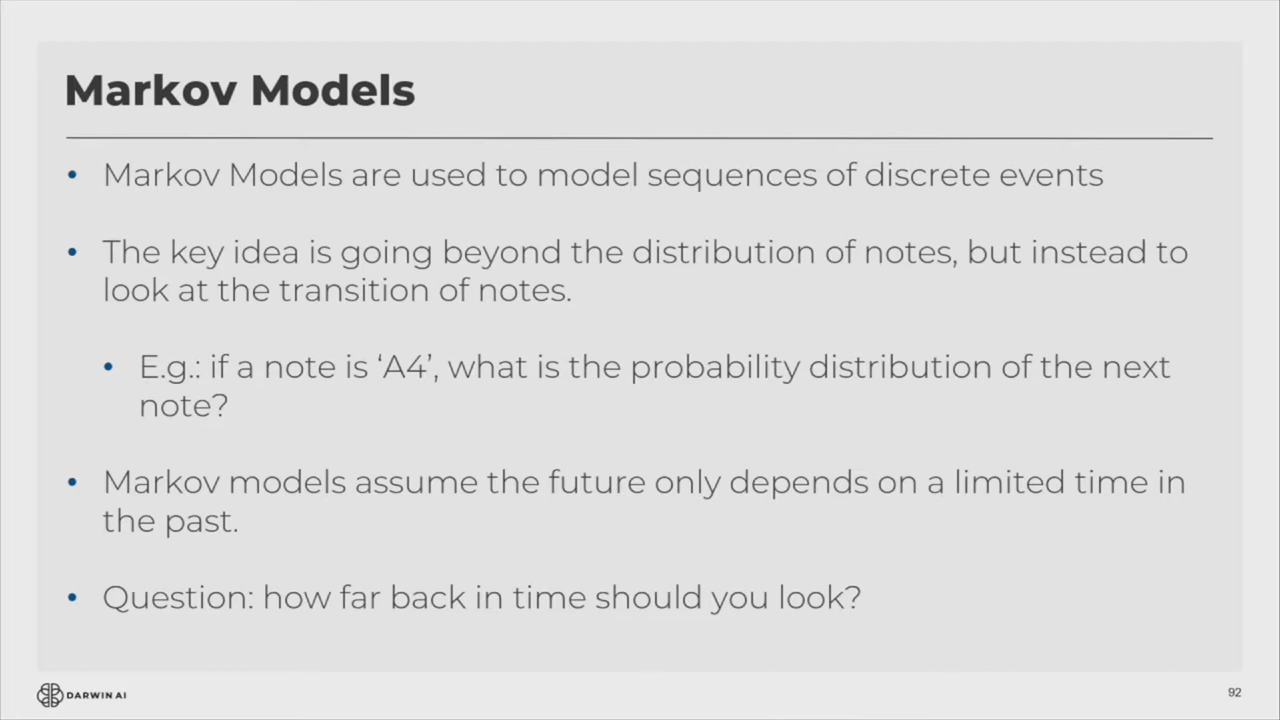 Markov Models
• Markov Models are used to model sequences of discrete events
• The key idea is going beyond the distribution of notes, but instead to
look at the transition of notes.
• E.g.: if a note is ‘A4’, what is the probability distribution of the next
note?
• Markov models assume the future only depends on a limited time in
the past.
• Question: how far back in time should you look?
DARWIN AI
92